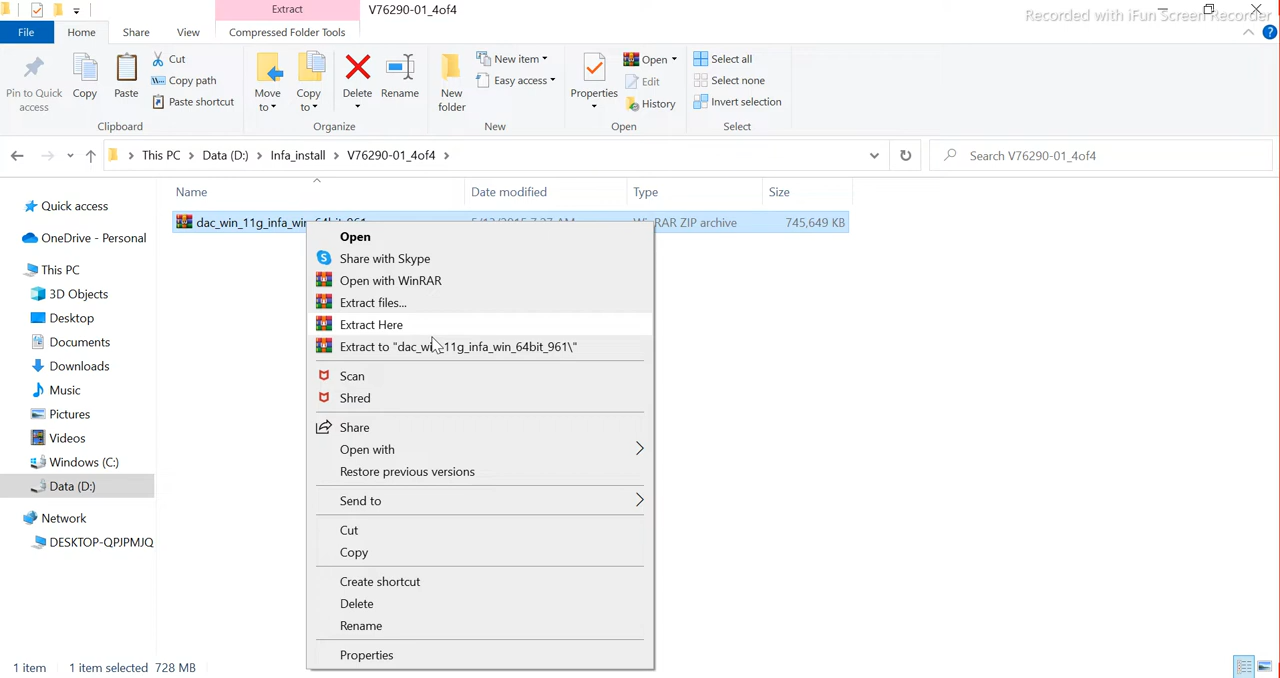 Extract
V76290-01_4of4
Recorded with iFun Screen Recorder
File
Home
Share
View
Compressed Folder Tools
Pin to Quick
access
Copy
Paste
Cut
Copy path
Paste shortcut
Clipboard
Move
to
Copy
to
Delete
Rename
Organize
New
folder
New item
Easy access
New
Properties
Open
Edit
History
Open
Select all
Select none
Invert selection
Select
This PC > Data (D:) > Infa_install > V76290-01_4of4 >
Search V76290-01_4of4
Name
Date modified
Type
Size
dac_win_11g_infa_win_64bit_961
RAR ZIP archive
745,649 KB
Quick access
OneDrive - Personal
This PC
3D Objects
Desktop
Documents
Downloads
Music
Pictures
Videos
Windows (C:)
Data (D:)
Network
DESKTOP-QPJPMJQ
Open
Share with Skype
Open with WinRAR
Extract files...
Extract Here
Extract to "dac_win_11g_infa_win_64bit_961\"
Scan
Shred
Share
Open with
Restore previous versions
Send to
Cut
Copy
Create shortcut
Delete
Rename
Properties
1 item
1 item selected 728 MB